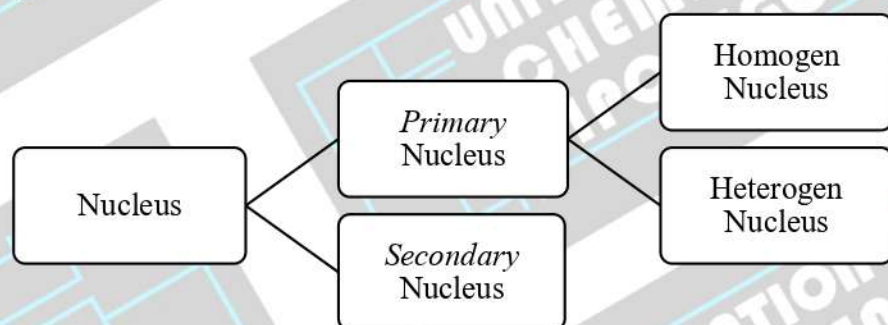 Nucleus
Primary
Nucleus
Secondary
Nucleus
Homogen
Nucleus
Heterogen
Nucleus